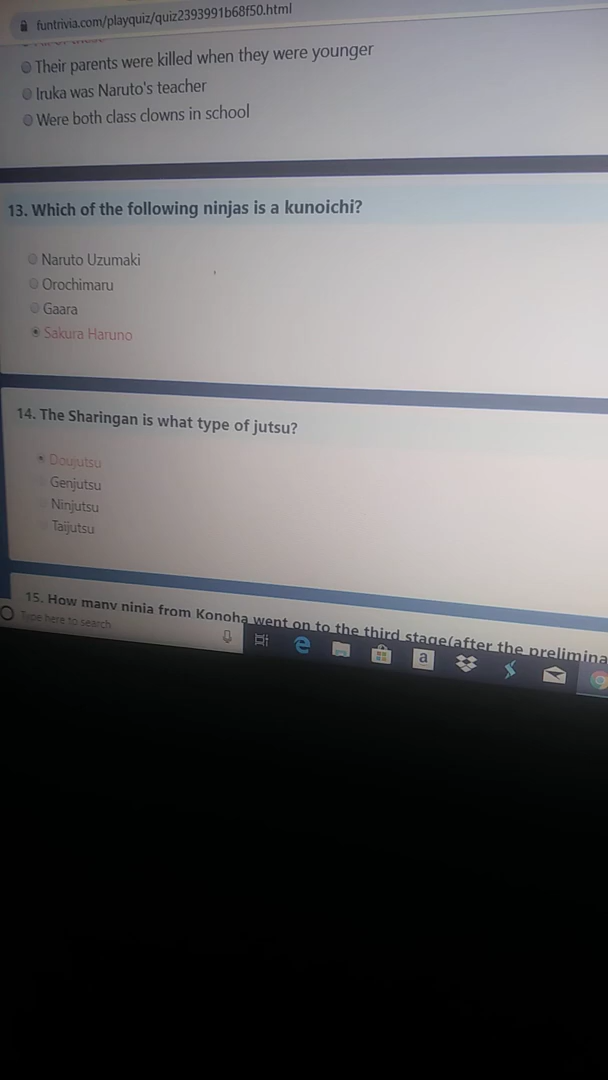 funtrivia.com/playquiz/quiz2393991b68f50.html
Their parents were killed when they were younger
Iruka was Naruto's teacher
Were both class clowns in school
13. Which of the following ninjas is a kunoichi?
Naruto Uzumaki
Orochimaru
Gaara
Sakura Haruno
14. The Sharingan is what type of jutsu?
Doujutsu
Genjutsu
Ninjutsu
Taijutsu
15. How many ninja from Konoha went on to the third stage(after the prelimina
Type here to search
a